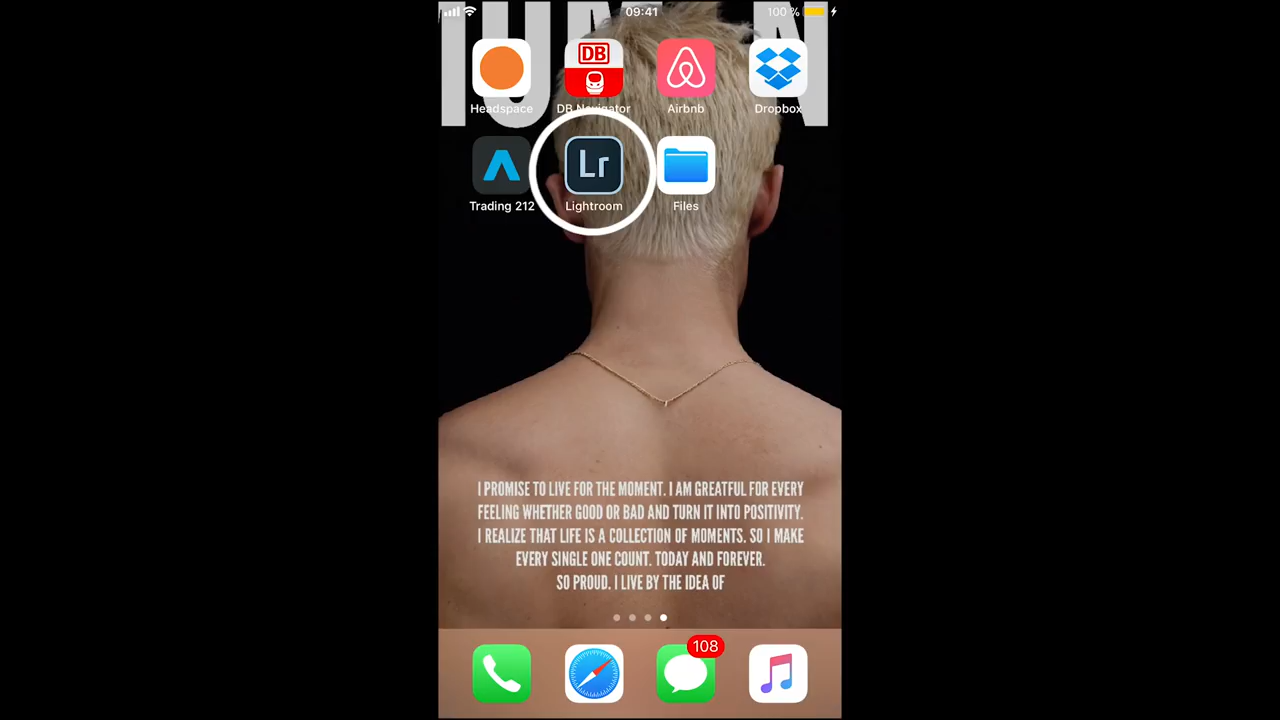 09:41
100 %
DB
Headspace
DB Navigator
Airbnb
Dropbox
Lr
Trading 212
Lightroom
Files
I PROMISE TO LIVE FOR THE MOMENT. I AM GREATFUL FOR EVERY
FEELING WHETHER GOOD OR BAD AND TURN IT INTO POSITIVITY.
I REALIZE THAT LIFE IS A COLLECTION OF MOMENTS. SO I MAKE
EVERY SINGLE ONE COUNT. TODAY AND FOREVER.
SO PROUD. I LIVE BY THE IDEA OF
108